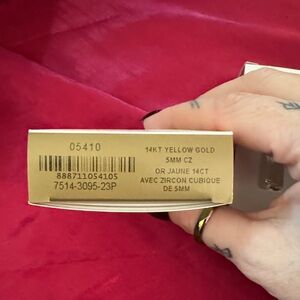 05410
888711054105
7514-3095-23P
14KT YELLOW GOLD
5MM CZ
OR JAUNE 14CT
AVEC ZIRCON CUBIQUE
DE 5MM